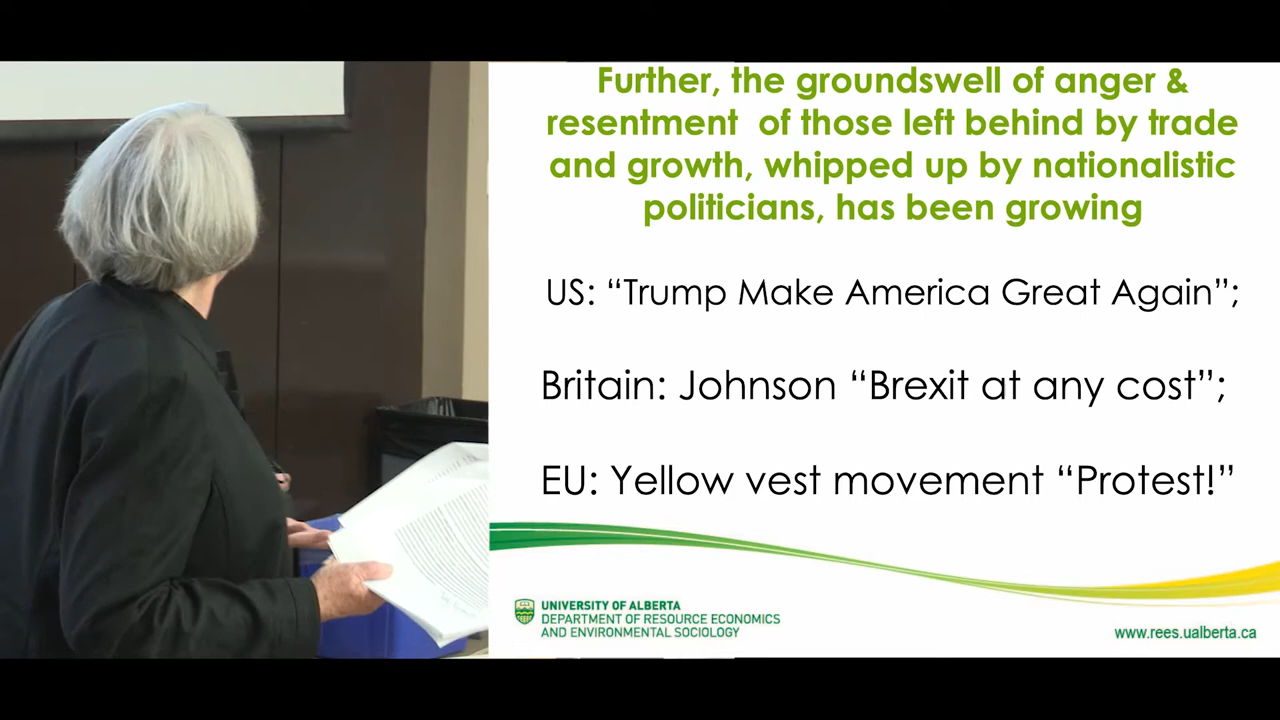 Further, the groundswell of anger &
resentment of those left behind by trade
and growth, whipped up by nationalistic
politicians, has been growing
US: “Trump Make America Great Again”;
Britain: Johnson “Brexit at any cost”;
EU: Yellow vest movement “Protest!”
UNIVERSITY OF ALBERTA
DEPARTMENT OF RESOURCE ECONOMICS
AND ENVIRONMENTAL SOCIOLOGY
www.rees.ualberta.ca